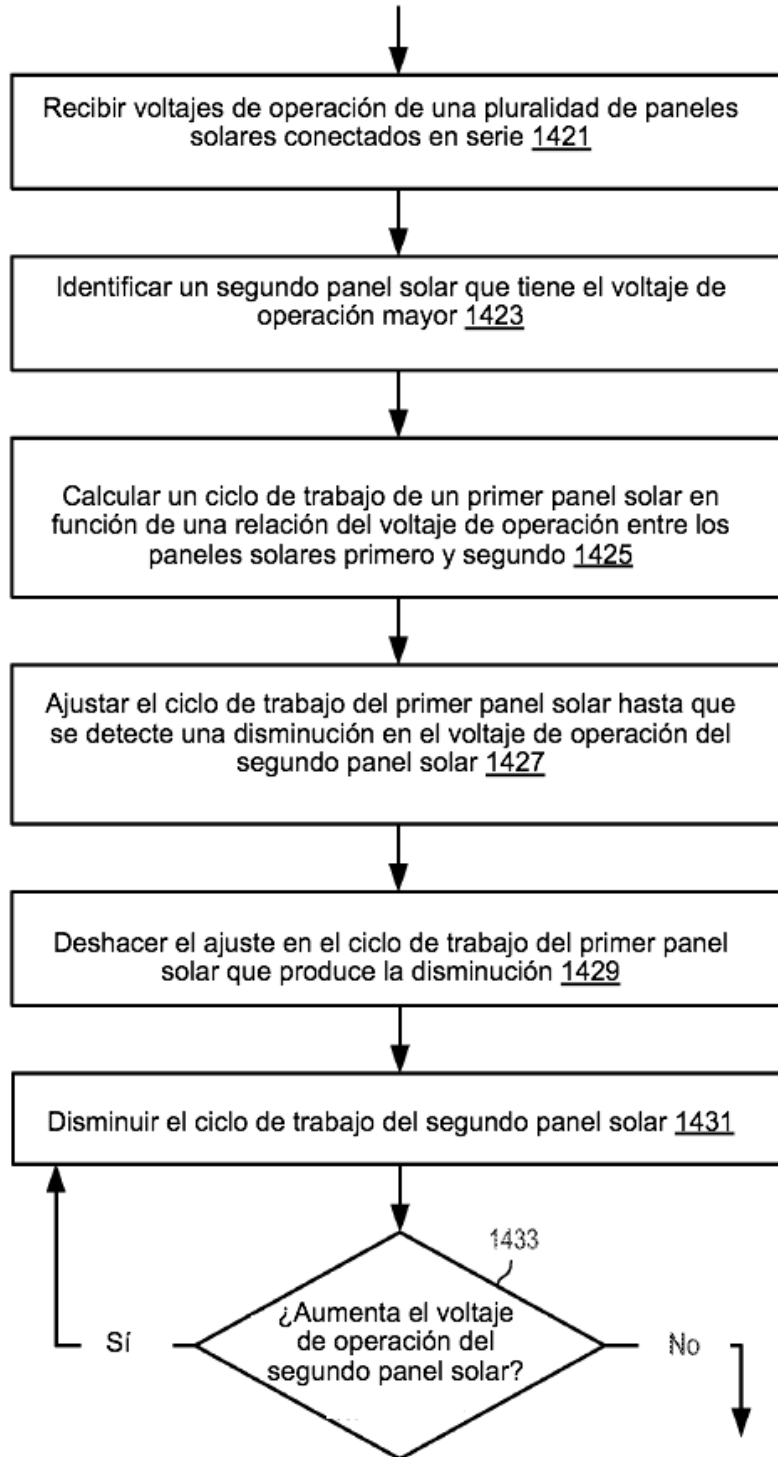 Recibir voltajes de operación de una pluralidad de paneles
solares conectados en serie 1421
Identificar un segundo panel solar que tiene el voltaje de
operación mayor 1423
Calcular un ciclo de trabajo de un primer panel solar en
función de una relación del voltaje de operación entre los
paneles solares primero y segundo 1425
Ajustar el ciclo de trabajo del primer panel solar hasta que
se detecte una disminución en el voltaje de operación del
segundo panel solar 1427
Deshacer el ajuste en el ciclo de trabajo del primer panel
solar que produce la disminución 1429
Disminuir el ciclo de trabajo del segundo panel solar 1431
1433
¿Aumenta el voltaje
de operación del
segundo panel solar?
Sí
No